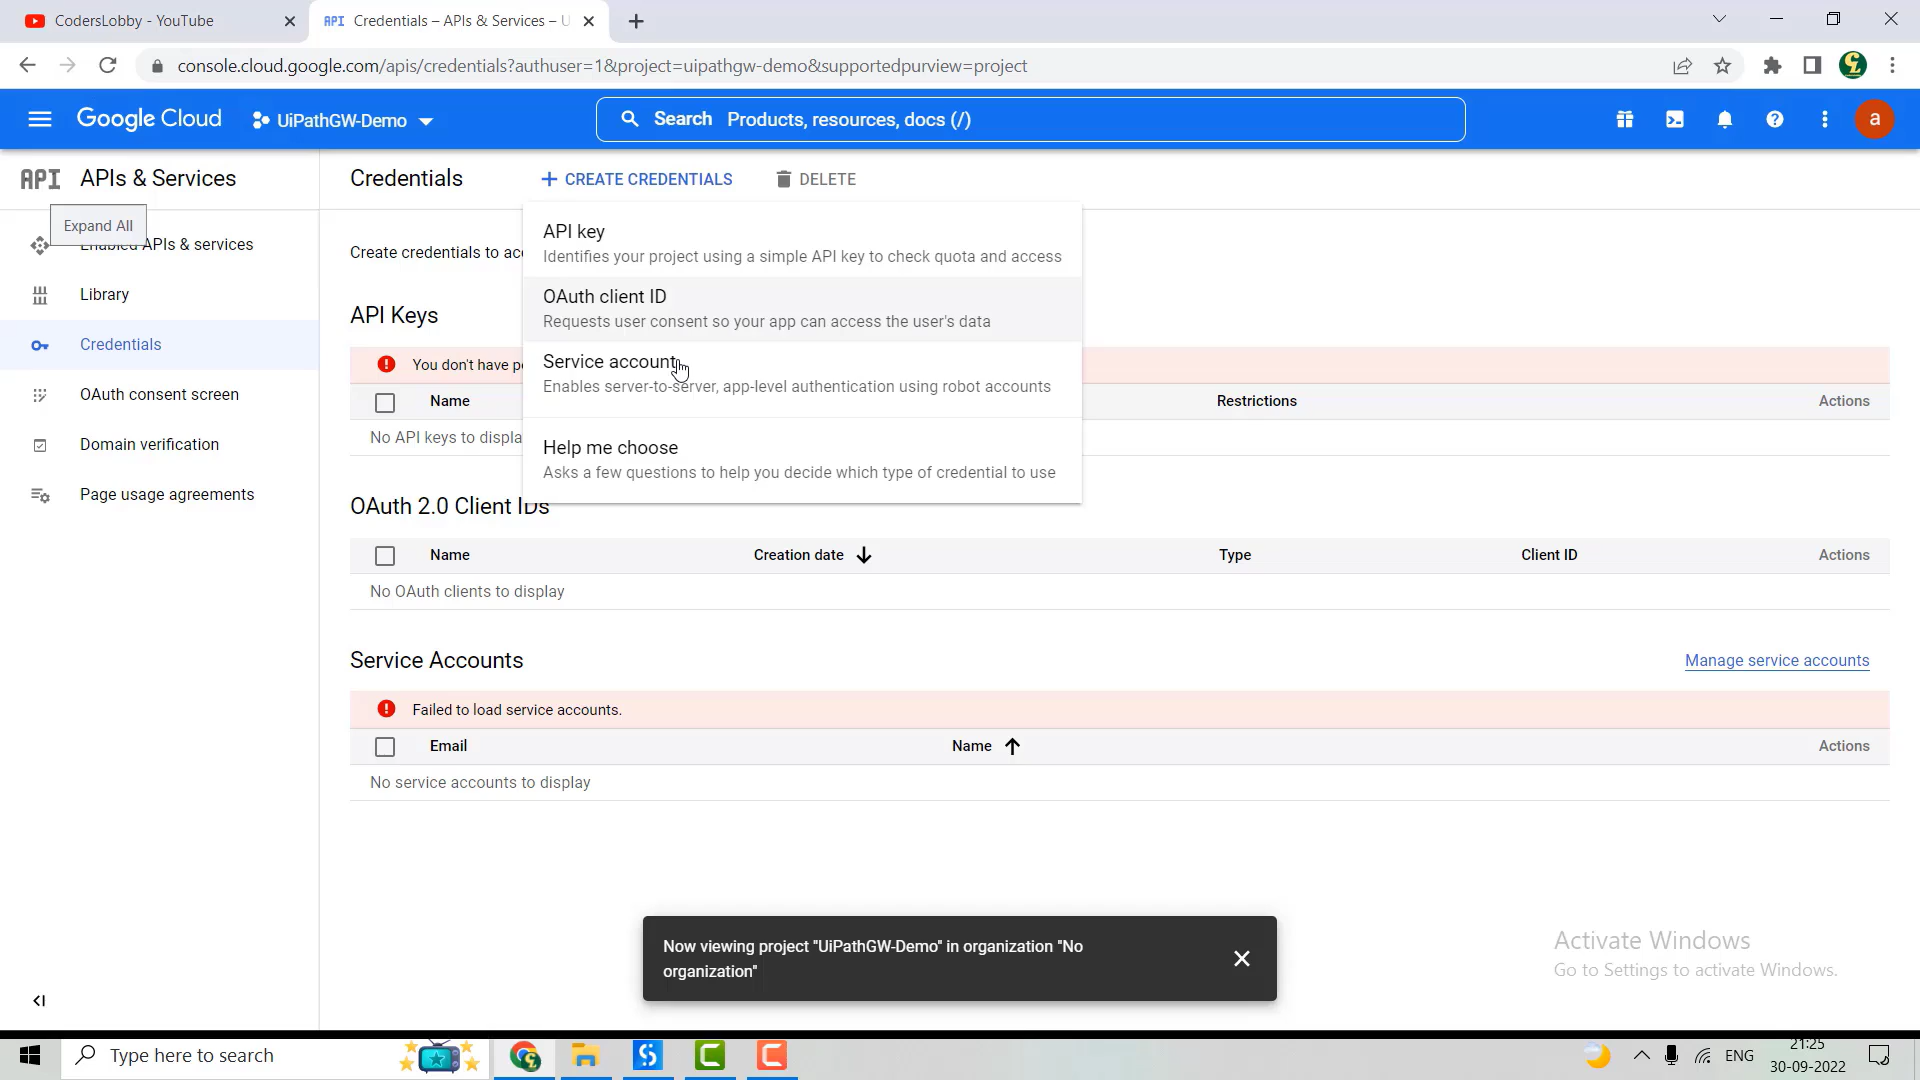 CodersLobby - YouTube
API Credentials – APIs & Services – U
console.cloud.google.com/apis/credentials?authuser=1&project=uipathgw-demo&supportedpurview=project
Google Cloud
UiPathGW-Demo
Search Products, resources, docs (/)
a
API APIs & Services
Expand All
Enabled APIs & services
Library
Credentials
OAuth consent screen
Domain verification
Page usage agreements
Credentials
CREATE CREDENTIALS
DELETE
Create credentials to acc
API key
Identifies your project using a simple API key to check quota and access
OAuth client ID
Requests user consent so your app can access the user's data
Service account
Enables server-to-server, app-level authentication using robot accounts
Help me choose
Asks a few questions to help you decide which type of credential to use
API Keys
You don't have pe
Name Restrictions Actions
No API keys to displa
OAuth 2.0 Client IDs
Name Creation date Type Client ID Actions
No OAuth clients to display
Service Accounts
Manage service accounts
Failed to load service accounts.
Email Name Actions
No service accounts to display
Now viewing project "UiPathGW-Demo" in organization "No
organization"
Activate Windows
Go to Settings to activate Windows.
Type here to search
ENG
21:25
30-09-2022